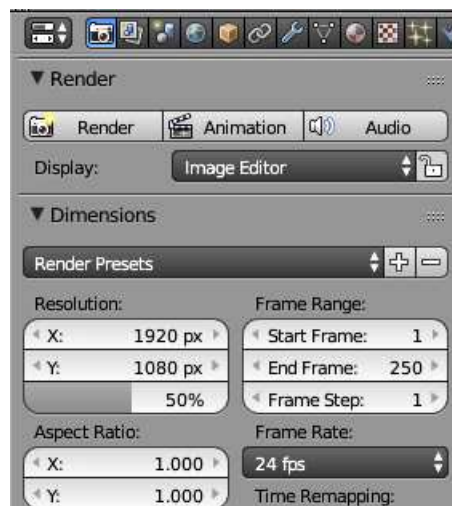 Render
Render Animation Audio
Display: Image Editor
Dimensions
Render Presets
Resolution: Frame Range:
X: 1920 px Start Frame: 1
Y: 1080 px End Frame: 250
50% Frame Step: 1
Aspect Ratio: Frame Rate:
X: 1.000 24 fps
Y: 1.000 Time Remapping: